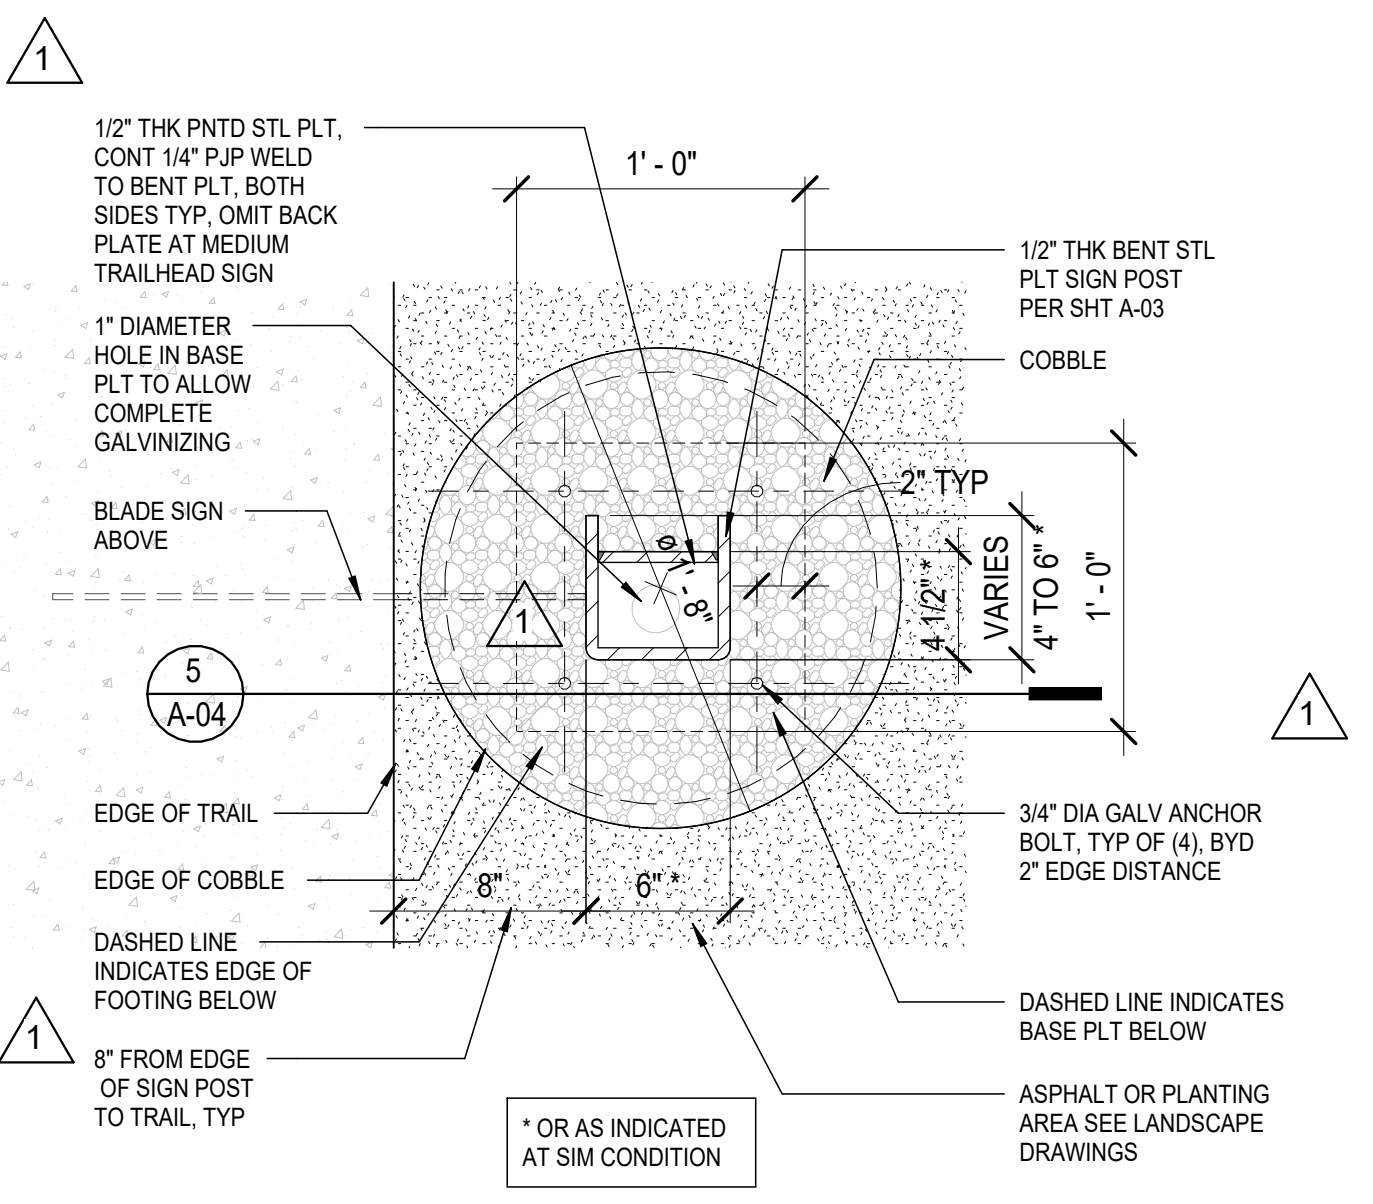 1
1/2" THK PNTD STL PLT,
CONT 1/4" PJP WELD
TO BENT PLT, BOTH
SIDES TYP, OMIT BACK
PLATE AT MEDIUM
TRAILHEAD SIGN
1' - 0"
1/2" THK BENT STL
PLT SIGN POST
PER SHT A-03
1" DIAMETER
HOLE IN BASE
PLT TO ALLOW
COMPLETE
GALVINIZING
COBBLE
2" TYP
BLADE SIGN
ABOVE
Ø 1' - 8"
4 1/2" *
VARIES
4" TO 6" *
1' - 0"
1
5
A-04
1
EDGE OF TRAIL
3/4" DIA GALV ANCHOR
BOLT, TYP OF (4), BYD
2" EDGE DISTANCE
EDGE OF COBBLE
8"
6" *
DASHED LINE
INDICATES EDGE OF
FOOTING BELOW
DASHED LINE INDICATES
BASE PLT BELOW
1
8" FROM EDGE
OF SIGN POST
TO TRAIL, TYP
* OR AS INDICATED
AT SIM CONDITION
ASPHALT OR PLANTING
AREA SEE LANDSCAPE
DRAWINGS